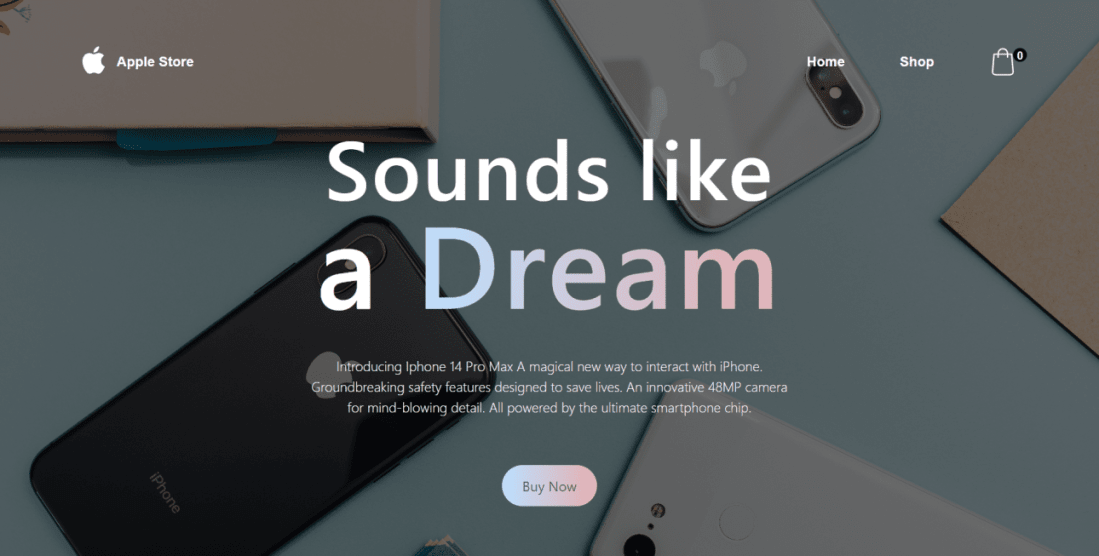 Apple Store
Home
Shop
0
Sounds like
a Dream
Introducing Iphone 14 Pro Max A magical new way to interact with iPhone.
Groundbreaking safety features designed to save lives. An innovative 48MP camera
for mind-blowing detail. All powered by the ultimate smartphone chip.
iPhone
Buy Now